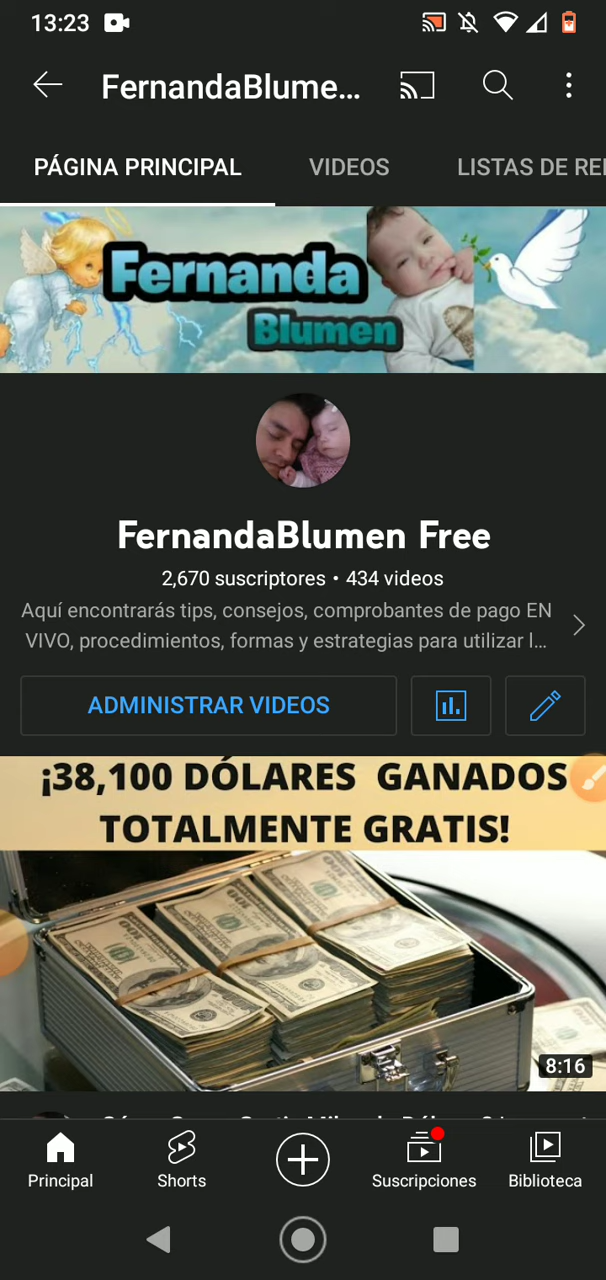 13:23
FernandaBlume...
PÁGINA PRINCIPAL
VIDEOS
LISTAS DE RE
Fernanda
Blumen
FernandaBlumen Free
2,670 suscriptores • 434 videos
Aquí encontrarás tips, consejos, comprobantes de pago EN
VIVO, procedimientos, formas y estrategias para utilizar l...
ADMINISTRAR VIDEOS
¡38,100 DÓLARES GANADOS
TOTALMENTE GRATIS!
8:16
Principal
Shorts
Suscripciones
Biblioteca